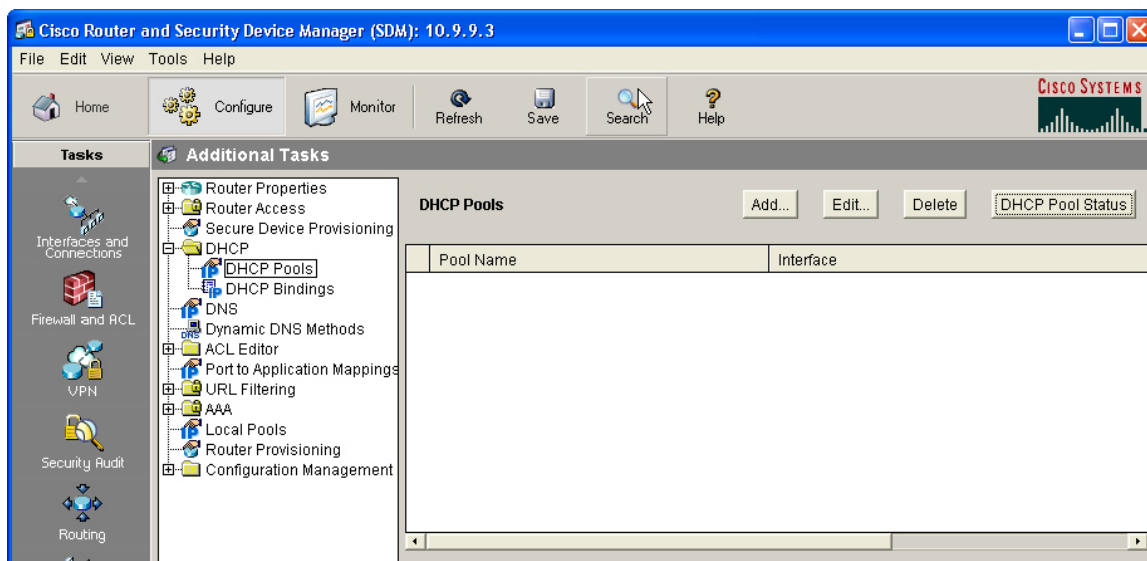 Cisco Router and Security Device Manager (SDM): 10.9.9.3
File Edit View Tools Help
Home
Configure
Monitor
Refresh
Save
Search
Help
CISCO SYSTEMS
Tasks
Additional Tasks
Interfaces and
Connections
Firewall and ACL
VPN
Security Audit
Routing
Router Properties
Router Access
Secure Device Provisioning
DHCP
DHCP Pools
DHCP Bindings
DNS
Dynamic DNS Methods
ACL Editor
Port to Application Mappings
URL Filtering
AAA
Local Pools
Router Provisioning
Configuration Management
DHCP Pools
Add...
Edit...
Delete
DHCP Pool Status
Pool Name
Interface